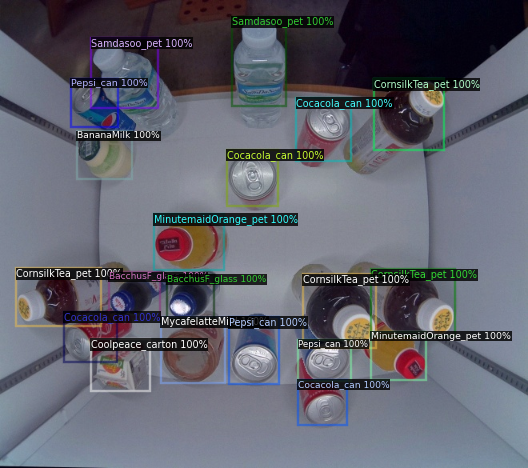 Samdasoo_pet 100%
Samdasoo_pet 100%
Pepsi_can 100%
CornsilkTea_pet 100%
Cocacola_can 100%
BananaMilk 100%
Cocacola_can 100%
MinutemaidOrange_pet 100%
CornsilkTea_pet 100%
BacchusF_glass 100%
CornsilkTea_pet 100%
CornsilkTea_pet 100%
Cocacola_can 100%
MycafelatteMi
Pepsi_can 100%
MinutemaidOrange_pet 100%
Coolpeace_carton 100%
Pepsi_can 100%
Cocacola_can 100%